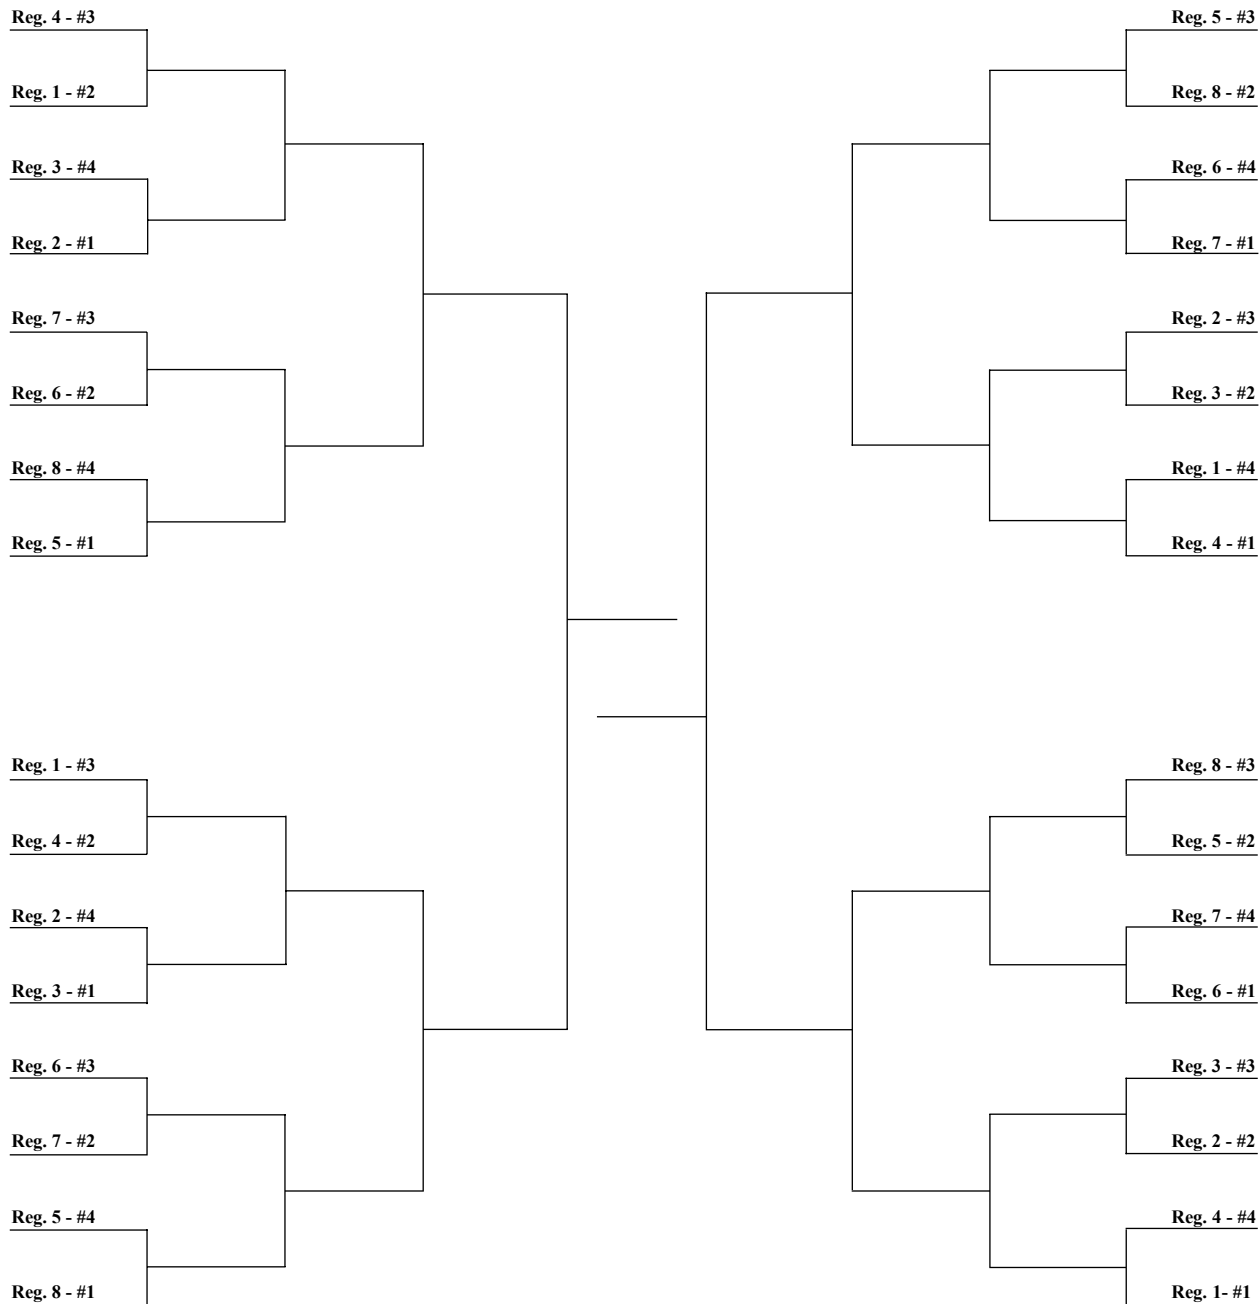 Reg. 4 - #3
Reg. 1 - #2
Reg. 3 - #4
Reg. 2 - #1
Reg. 7 - #3
Reg. 6 - #2
Reg. 8 - #4
Reg. 5 - #1
Reg. 1 - #3
Reg. 4 - #2
Reg. 2 - #4
Reg. 3 - #1
Reg. 6 - #3
Reg. 7 - #2
Reg. 5 - #4
Reg. 8 - #1
Reg. 5 - #3
Reg. 8 - #2
Reg. 6 - #4
Reg. 7 - #1
Reg. 2 - #3
Reg. 3 - #2
Reg. 1 - #4
Reg. 4 - #1
Reg. 8 - #3
Reg. 5 - #2
Reg. 7 - #4
Reg. 6 - #1
Reg. 3 - #3
Reg. 2 - #2
Reg. 4 - #4
Reg. 1- #1